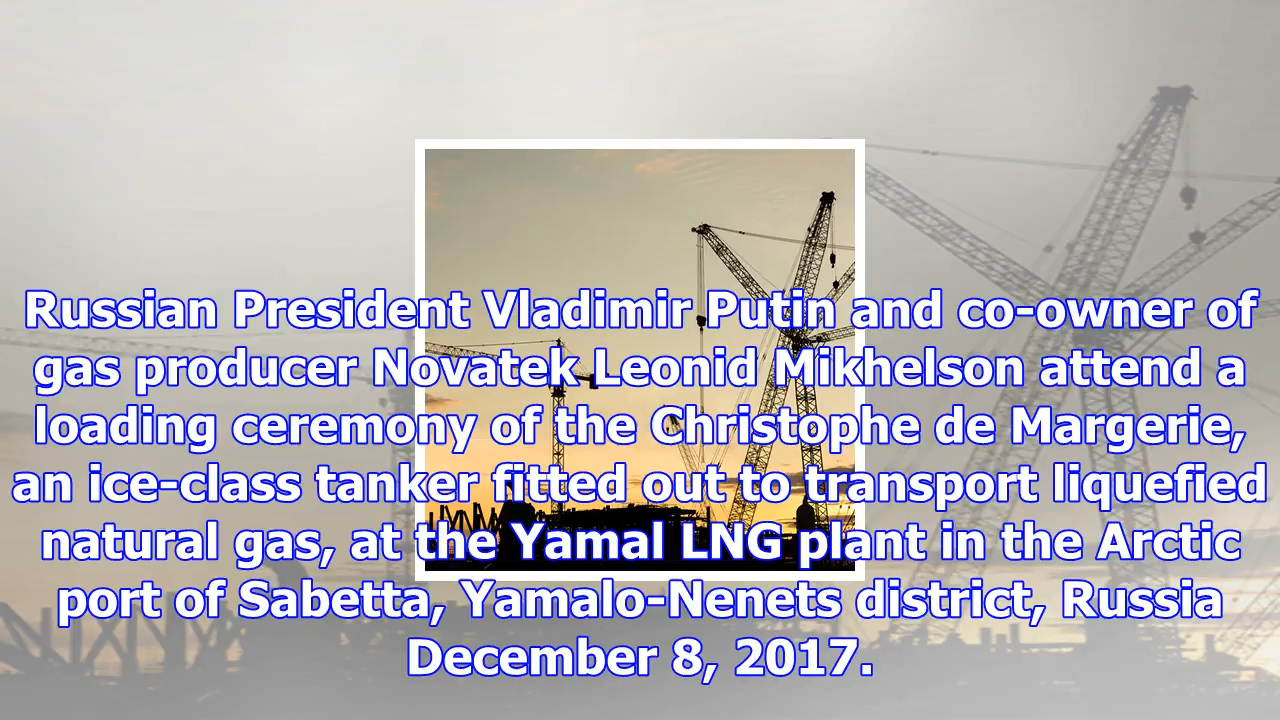 Russian President Vladimir Putin and co-owner of
gas producer Novatek Leonid Mikhelson attend a
loading ceremony of the Christophe de Margerie,
an ice-class tanker fitted out to transport liquefied
natural gas, at the Yamal LNG plant in the Arctic
port of Sabetta, Yamalo-Nenets district, Russia
December 8, 2017.